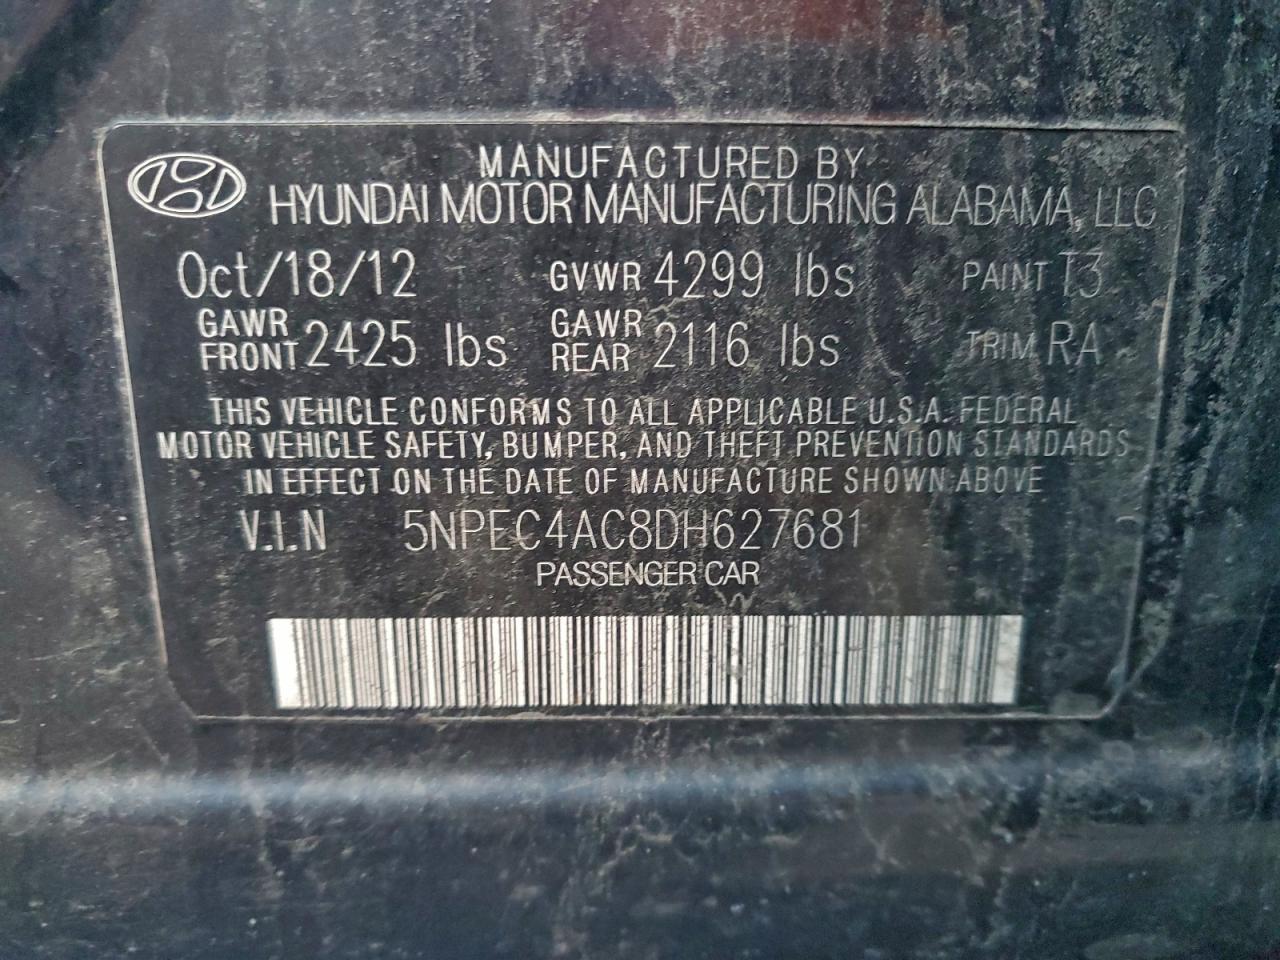 MANUFACTURED BY
HYUNDAI MOTOR MANUFACTURING ALABAMA, LLC
Oct/18/12 GVWR 4299 lbs PAINT T3
GAWR FRONT 2425 lbs GAWR REAR 2116 lbs TRIM RA
THIS VEHICLE CONFORMS TO ALL APPLICABLE U.S.A. FEDERAL
MOTOR VEHICLE SAFETY, BUMPER, AND THEFT PREVENTION STANDARDS
IN EFFECT ON THE DATE OF MANUFACTURE SHOWN ABOVE
V.I.N 5NPEC4AC8DH627681
PASSENGER CAR